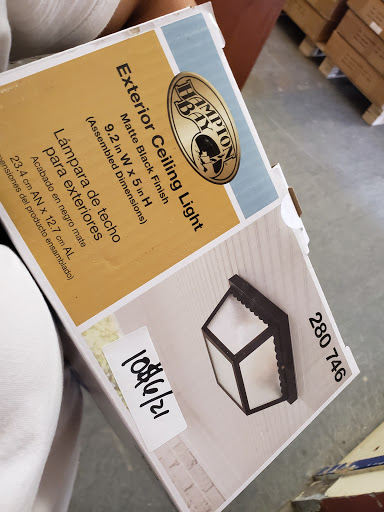 HAMPTON
BAY
Exterior Ceiling Light
Matte Black Finish
9.2 in W x 5 in H
(Assembled Dimensions)
Lámpara de techo
para exteriores
Acabado en negro mate
23,4 cm AN x 12,7 cm AL
del producto ensamblado)
280 746